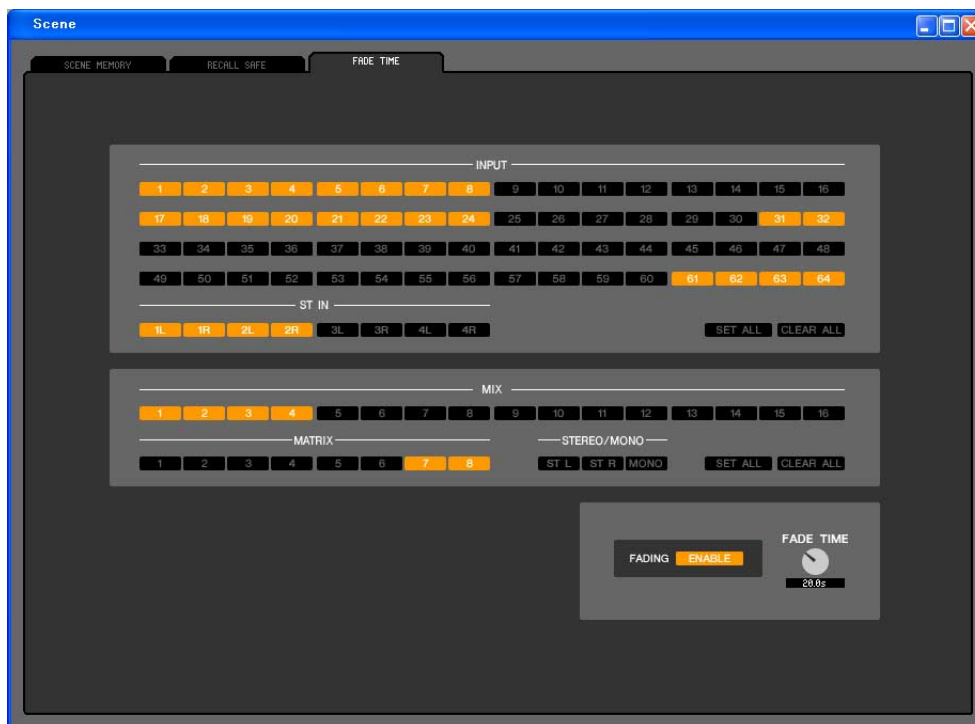 Scene
SCENE MEMORY RECALL SAFE FADE TIME
INPUT
1 2 3 4 5 6 7 8 9 10 11 12 13 14 15 16
17 18 19 20 21 22 23 24 25 26 27 28 29 30 31 32
33 34 35 36 37 38 39 40 41 42 43 44 45 46 47 48
49 50 51 52 53 54 55 56 57 58 59 60 61 62 63 64
ST IN
1L 1R 2L 2R 3L 3R 4L 4R SET ALL CLEAR ALL
MIX
1 2 3 4 5 6 7 8 9 10 11 12 13 14 15 16
MATRIX STEREO/MONO
1 2 3 4 5 6 7 8 ST L ST R MONO SET ALL CLEAR ALL
FADE TIME
FADING ENABLE
20.0s